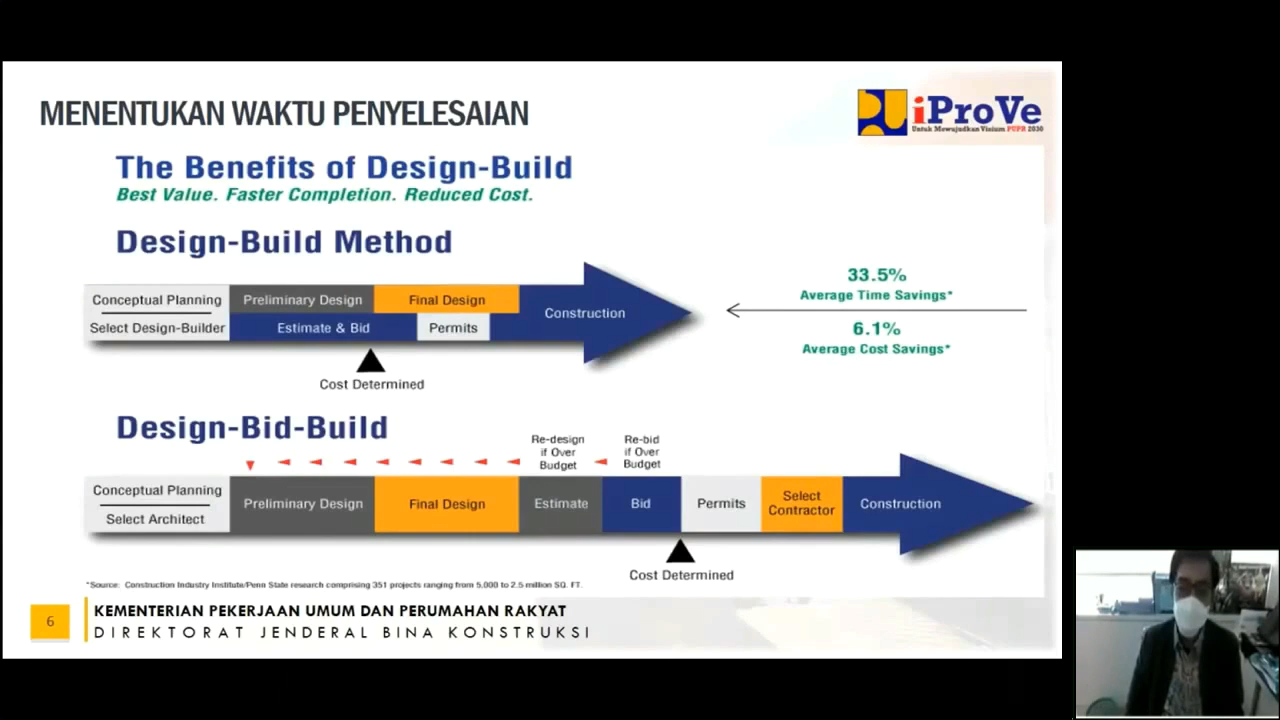 MENENTUKAN WAKTU PENYELESAIAN
iProVe
Untuk Mewujudkan Visium PUPR 2030
The Benefits of Design-Build
Best Value. Faster Completion. Reduced Cost.
Design-Build Method
Conceptual Planning
Select Design-Builder
Preliminary Design
Final Design
Estimate & Bid
Permits
Construction
Cost Determined
33.5%
Average Time Savings*
6.1%
Average Cost Savings*
Design-Bid-Build
Re-design
if Over
Budget
Re-bid
if Over
Budget
Conceptual Planning
Select Architect
Preliminary Design
Final Design
Estimate
Bid
Permits
Select
Contractor
Construction
Cost Determined
*Source: Construction Industry Institute/Penn State research comprising 351 projects ranging from 5,000 to 2.5 million SQ. FT.
6
KEMENTERIAN PEKERJAAN UMUM DAN PERUMAHAN RAKYAT
DIREKTORAT JENDERAL BINA KONSTRUKSI